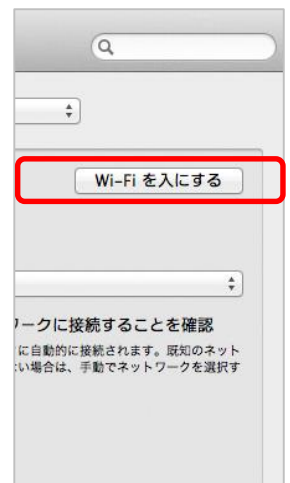 Wi-Fi を入にする
ークに接続することを確認
に自動的に接続されます。既知のネット
い場合は、手動でネットワークを選択す